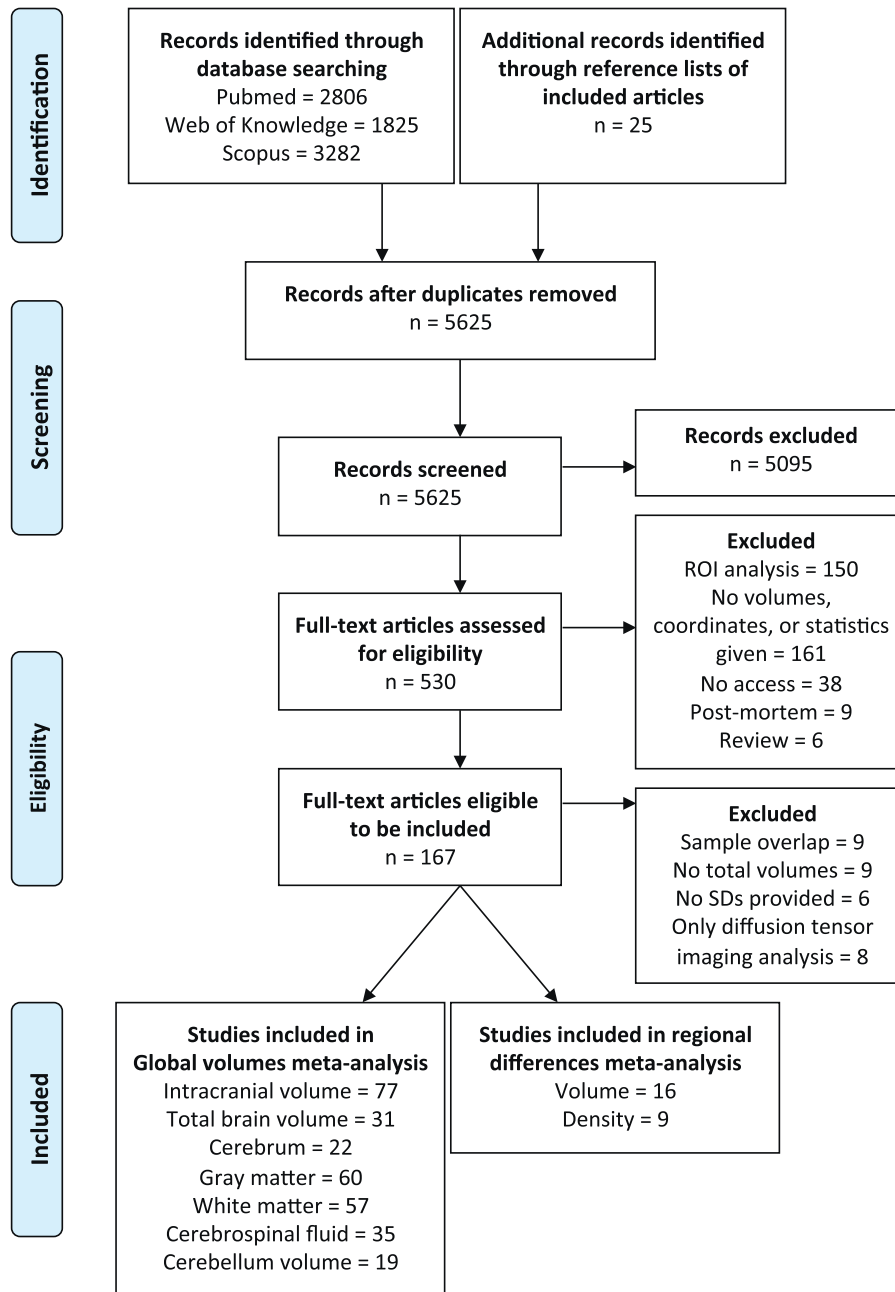 Identification
Records identified through
database searching
Pubmed = 2806
Web of Knowledge = 1825
Scopus = 3282
Additional records identified
through reference lists of
included articles
n = 25
Records after duplicates removed
n = 5625
Screening
Records screened
n = 5625
Records excluded
n = 5095
Eligibility
Full-text articles assessed
for eligibility
n = 530
Excluded
ROI analysis = 150
No volumes,
coordinates, or statistics
given = 161
No access = 38
Post-mortem = 9
Review = 6
Full-text articles eligible
to be included
n = 167
Excluded
Sample overlap = 9
No total volumes = 9
No SDs provided = 6
Only diffusion tensor
imaging analysis = 8
Included
Studies included in
Global volumes meta-analysis
Intracranial volume = 77
Total brain volume = 31
Cerebrum = 22
Gray matter = 60
White matter = 57
Cerebrospinal fluid = 35
Cerebellum volume = 19
Studies included in regional
differences meta-analysis
Volume = 16
Density = 9